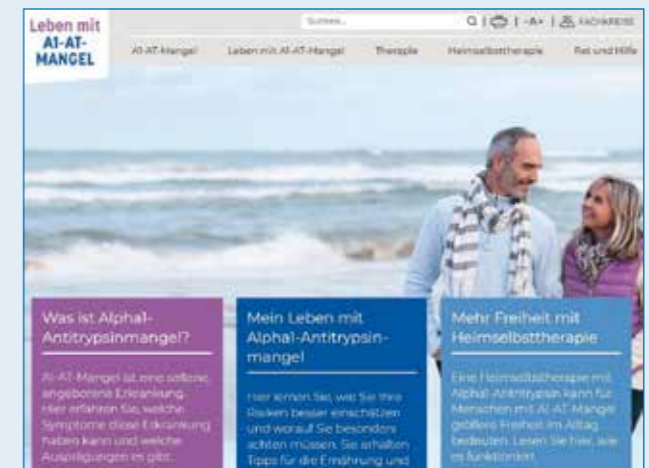 Leben mit
A1-AT-
MANGEL
Suchen...
-A+
FACHKREISE
A1-AT-Mangel
Leben mit A1-AT-Mangel
Therapie
Heimselbsttherapie
Rat und Hilfe
Was ist Alpha1-
Antitrypsinmangel?
A1-AT-Mangel ist eine seltene,
angeborene Erkrankung.
Hier erfahren Sie, welche
Symptome diese Erkrankung
haben kann und welche
Ausprägungen es gibt.
Mein Leben mit
Alpha1-Antitrypsin-
mangel
Hier lernen Sie, wie Sie Ihre
Risiken besser einschätzen
und worauf Sie besonders
achten müssen. Sie erhalten
Tipps für die Ernährung und
Mehr Freiheit mit
Heimselbsttherapie
Eine Heimselbsttherapie mit
Alpha1-Antitrypsin kann für
Menschen mit A1-AT-Mangel
größere Freiheit im Alltag
bedeuten. Lesen Sie hier, wie
es funktioniert.